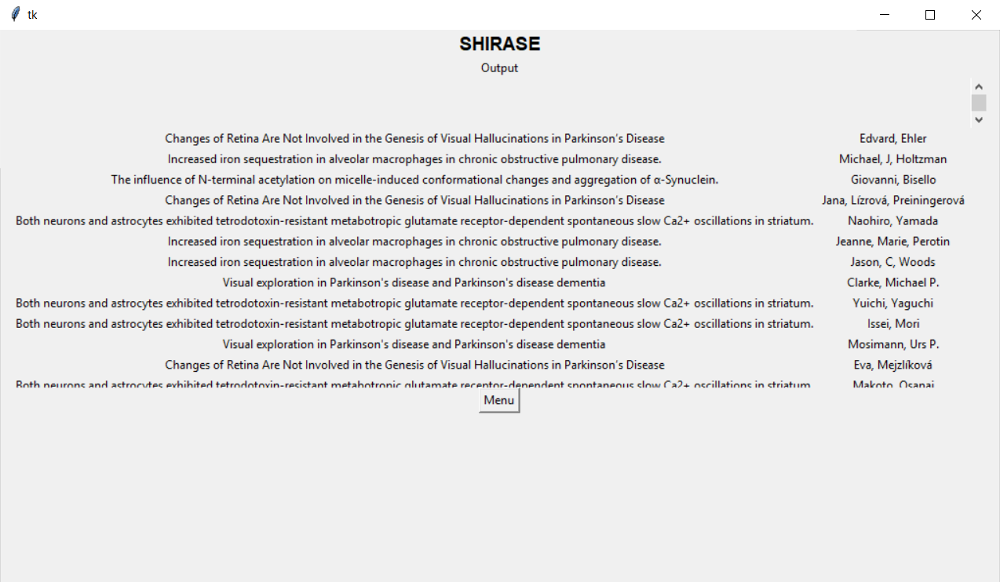 tk
SHIRASE
Output
Changes of Retina Are Not Involved in the Genesis of Visual Hallucinations in Parkinson's Disease Edvard, Ehler
Increased iron sequestration in alveolar macrophages in chronic obstructive pulmonary disease. Michael, J, Holtzman
The influence of N-terminal acetylation on micelle-induced conformational changes and aggregation of α-Synuclein. Giovanni, Bisello
Changes of Retina Are Not Involved in the Genesis of Visual Hallucinations in Parkinson's Disease Jana, Lízrová, Preiningerová
Both neurons and astrocytes exhibited tetrodotoxin-resistant metabotropic glutamate receptor-dependent spontaneous slow Ca2+ oscillations in striatum. Naohiro, Yamada
Increased iron sequestration in alveolar macrophages in chronic obstructive pulmonary disease. Jeanne, Marie, Perotin
Increased iron sequestration in alveolar macrophages in chronic obstructive pulmonary disease. Jason, C, Woods
Visual exploration in Parkinson's disease and Parkinson's disease dementia Clarke, Michael P.
Both neurons and astrocytes exhibited tetrodotoxin-resistant metabotropic glutamate receptor-dependent spontaneous slow Ca2+ oscillations in striatum. Yuichi, Yaguchi
Both neurons and astrocytes exhibited tetrodotoxin-resistant metabotropic glutamate receptor-dependent spontaneous slow Ca2+ oscillations in striatum. Issei, Mori
Visual exploration in Parkinson's disease and Parkinson's disease dementia Mosimann, Urs P.
Changes of Retina Are Not Involved in the Genesis of Visual Hallucinations in Parkinson's Disease Eva, Mejzlíková
Both neurons and astrocytes exhibited tetrodotoxin-resistant metabotropic glutamate receptor-dependent spontaneous slow Ca2+ oscillations in striatum. Makoto, Osanai
Menu